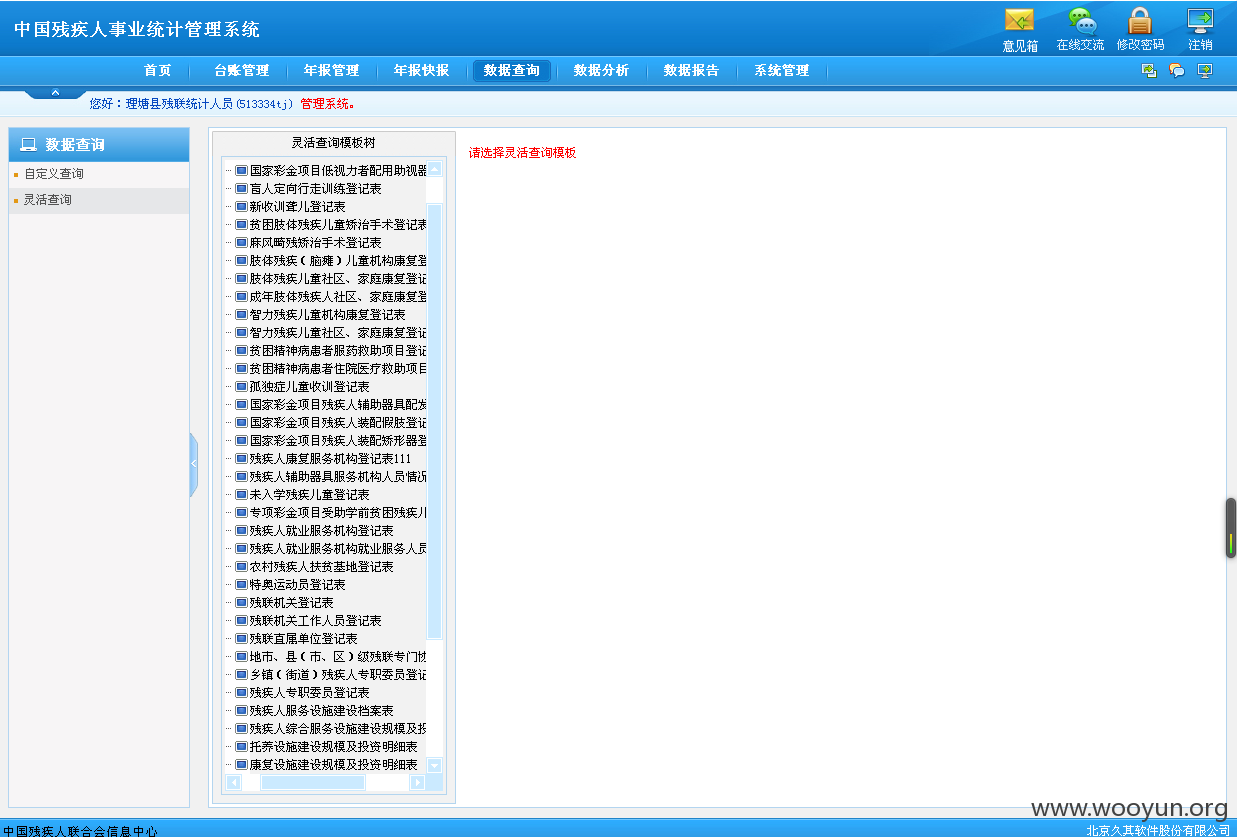 中国残疾人事业统计管理系统
意见箱 在线交流 修改密码 注销
首页 台账管理 年报管理 年报快报 数据查询 数据分析 数据报告 系统管理
您好：理塘县残联统计人员(513334tj) 管理系统。
数据查询
自定义查询
灵活查询
灵活查询模板树
国家彩金项目低视力者配用助视器
盲人定向行走训练登记表
新收训聋儿登记表
贫困肢体残疾儿童矫治手术登记表
麻风畸残矫治手术登记表
肢体残疾（脑瘫）儿童机构康复登
肢体残疾儿童社区、家庭康复登记
成年肢体残疾人社区、家庭康复登
智力残疾儿童机构康复登记表
智力残疾儿童社区、家庭康复登记
贫困精神病患者服药救助项目登记
贫困精神病患者住院医疗救助项目
孤独症儿童收训登记表
国家彩金项目残疾人辅助器具配发
国家彩金项目残疾人装配假肢登记
国家彩金项目残疾人装配矫形器登
残疾人康复服务机构登记表111
残疾人辅助器具服务机构人员情况
未入学残疾儿童登记表
专项彩金项目受助学前贫困残疾儿
残疾人就业服务机构登记表
残疾人就业服务机构就业服务人员
农村残疾人扶贫基地登记表
特奥运动员登记表
残联机关登记表
残联机关工作人员登记表
残联直属单位登记表
地市、县（市、区）级残联专门协
乡镇（街道）残疾人专职委员登记
残疾人专职委员登记表
残疾人服务设施建设档案表
残疾人综合服务设施建设规模及投
托养设施建设规模及投资明细表
康复设施建设规模及投资明细表
请选择灵活查询模板
www.wooyun.org
中国残疾人联合会信息中心
北京久其软件股份有限公司